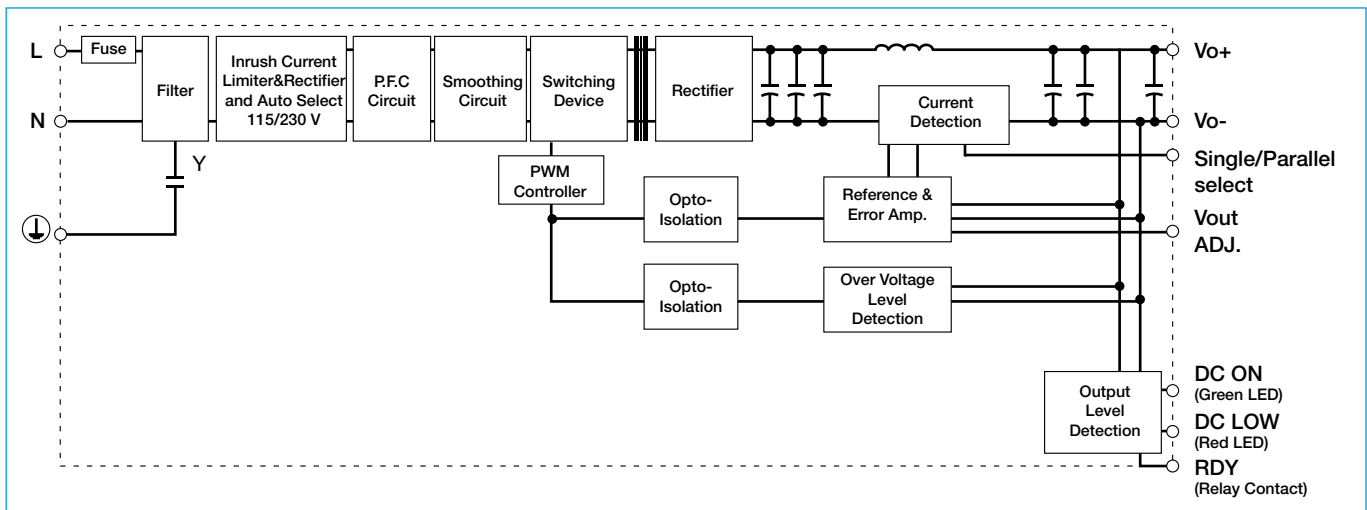 L
Fuse
Filter
Inrush Current
Limiter&Rectifier
and Auto Select
115/230 V
P.F.C
Circuit
Smoothing
Circuit
Switching
Device
Rectifier
Current
Detection
Vo+
N
Vo-
Y
PWM
Controller
Opto-
Isolation
Reference &
Error Amp.
Single/Parallel
select
Vout
ADJ.
Opto-
Isolation
Over Voltage
Level
Detection
Output
Level
Detection
DC ON
(Green LED)
DC LOW
(Red LED)
RDY
(Relay Contact)